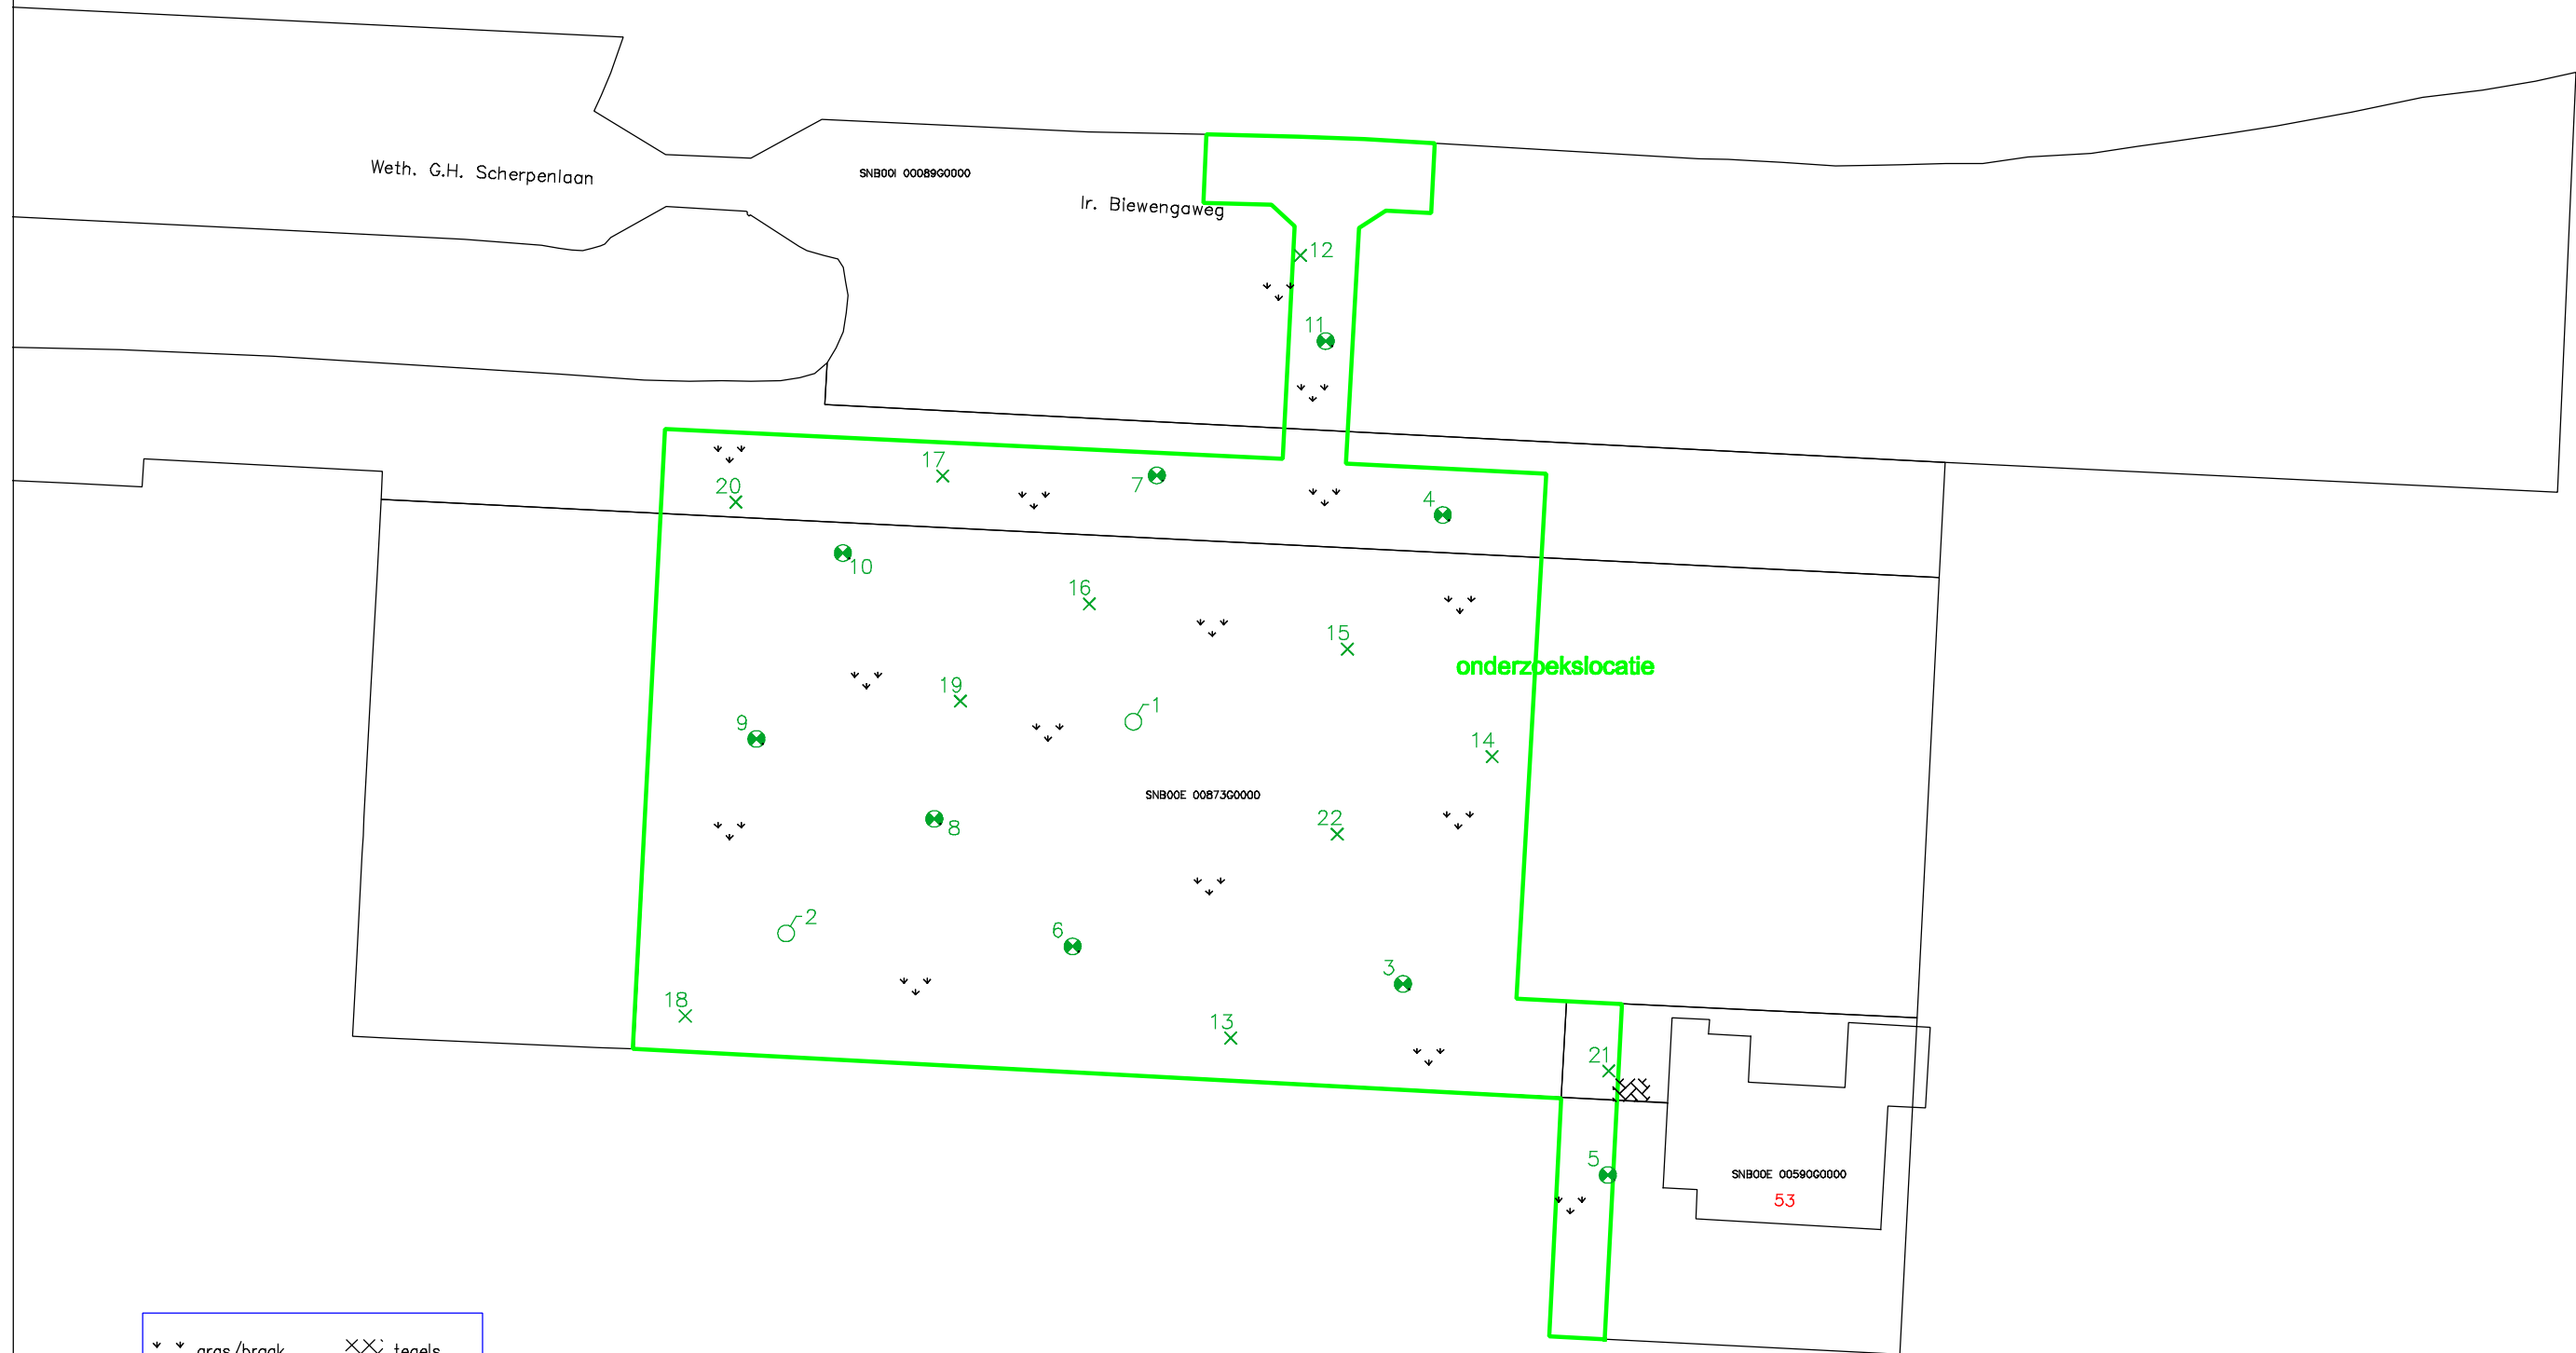 Weth. G.H. Scherpenlaan
SNB00I 00089G0000
Ir. Biewengaweg
12
11
17
20
7
4
10
16
15
onderzoekslocatie
19
1
9
14
SNB00E 00873G0000
22
8
2
6
3
18
13
21
5
SNB00E 00590G0000
53
gras/braak
tegels